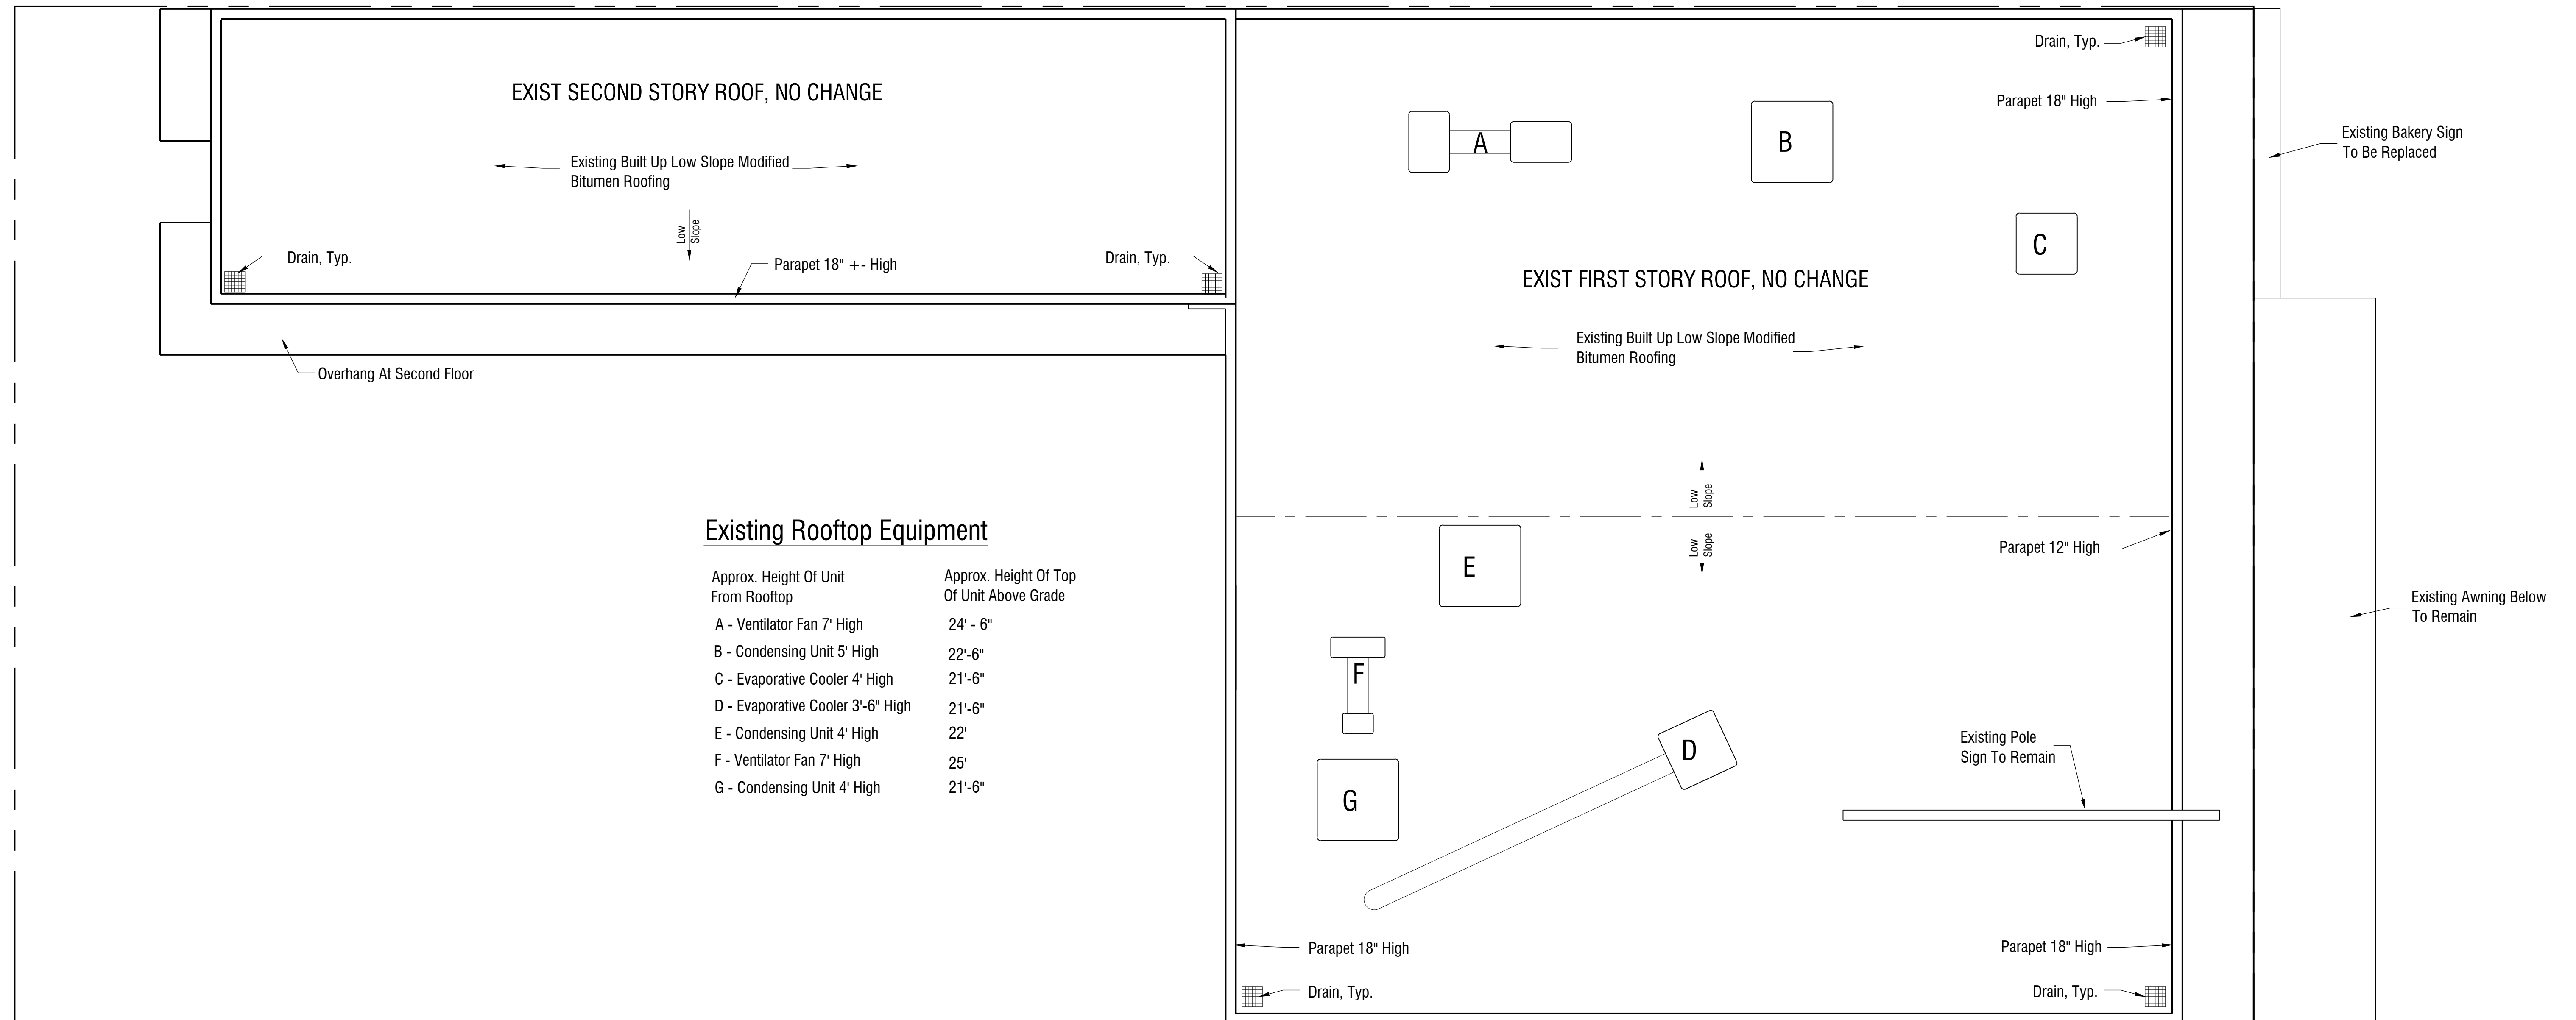 EXIST SECOND STORY ROOF, NO CHANGE
Existing Built Up Low Slope Modified
Bitumen Roofing
Low
Slope
Drain, Typ.
Parapet 18" +- High
Drain, Typ.
Overhang At Second Floor
Drain, Typ.
Parapet 18" High
A
B
C
Existing Bakery Sign
To Be Replaced
EXIST FIRST STORY ROOF, NO CHANGE
Existing Built Up Low Slope Modified
Bitumen Roofing
Low
Slope
Low
Slope
Parapet 12" High
E
F
D
G
Existing Awning Below
To Remain
Existing Pole
Sign To Remain
Parapet 18" High
Parapet 18" High
Drain, Typ.
Drain, Typ.
Existing Rooftop Equipment
Approx. Height Of Unit
From Rooftop
Approx. Height Of Top
Of Unit Above Grade
A - Ventilator Fan 7' High 24' - 6"
B - Condensing Unit 5' High 22'-6"
C - Evaporative Cooler 4' High 21'-6"
D - Evaporative Cooler 3'-6" High 21'-6"
E - Condensing Unit 4' High 22'
F - Ventilator Fan 7' High 25'
G - Condensing Unit 4' High 21'-6"